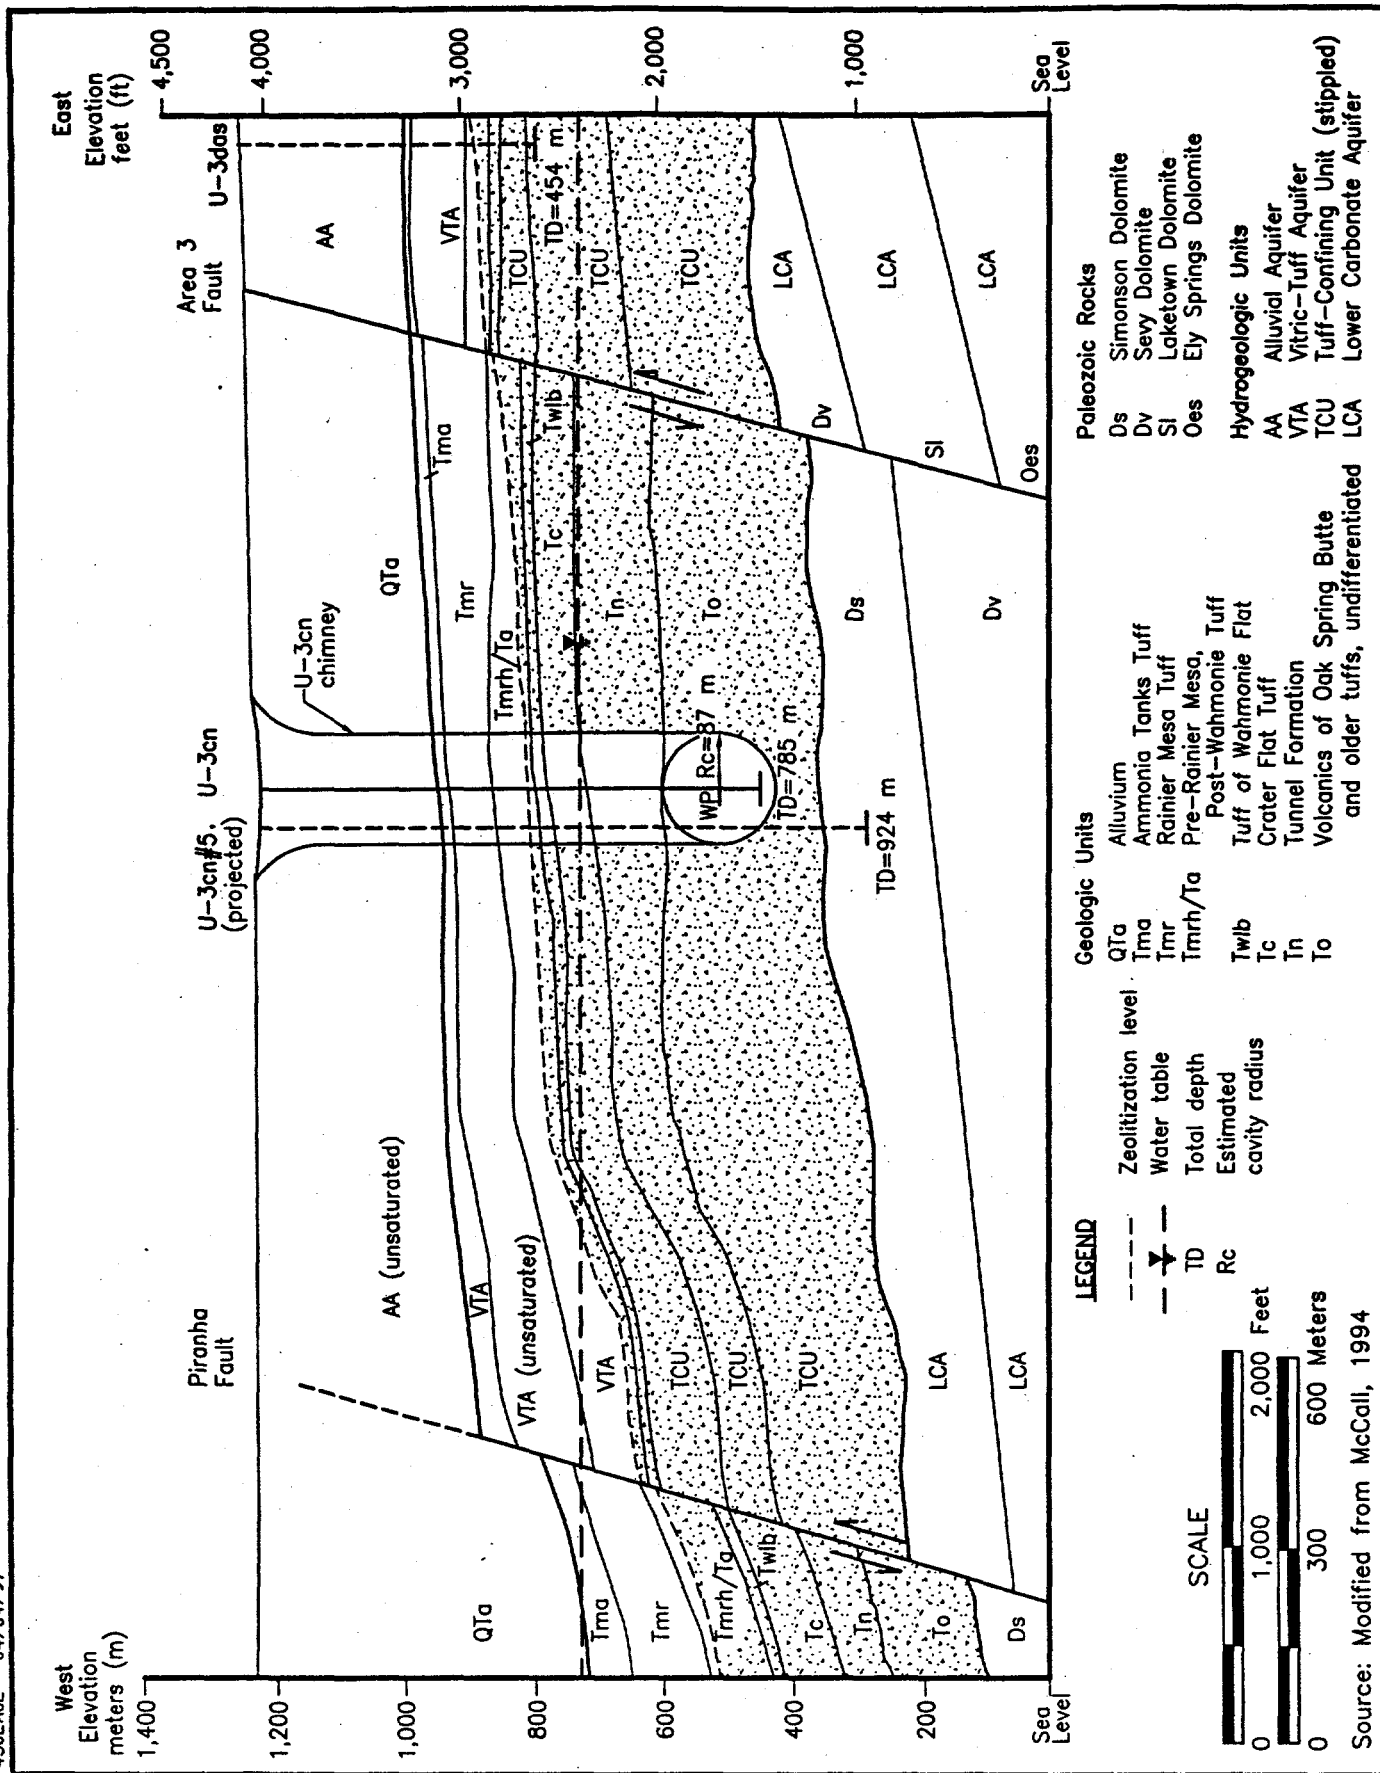 West
Elevation
meters (m)
1,400
1,200
1,000
800
600
400
200
Sea
Level
East
Elevation
feet (ft)
4,500
4,000
3,000
2,000
1,000
Sea
Level
Piranha
Fault
U-3cn#5
(projected)
U-3cn
U-3cn
chimney
Area 3
Fault
U-3das
QTa
AA (unsaturated)
QTa
AA
Tma
VTA
VTA (unsaturated)
Tmr
Tma
VTA
Tmr
VTA
Tmrh/Ta
Tmrh/Ta
TCU
Twlb
TCU
TCU
Tc
Twlb
TCU
TD=454 m
TCU
TCU
Tc
Tn
To
Tn
To
WP Rc=87 m
TD=785 m
TD=924 m
Ds
LCA
LCA
Ds
Dv
Dv
LCA
Sl
LCA
Oes
LCA
SCALE
0 1,000 2,000 Feet
0 300 600 Meters
Source: Modified from McCall, 1994
LEGEND
Zeolitization level
Water table
TD Total depth
Rc Estimated
cavity radius
Geologic Units
QTa Alluvium
Tma Ammonia Tanks Tuff
Tmr Rainier Mesa Tuff
Tmrh/Ta Pre-Rainier Mesa,
Post-Wahmonie Tuff
Twlb Tuff of Wahmonie Flat
Tc Crater Flat Tuff
Tn Tunnel Formation
To Volcanics of Oak Spring Butte
and older tuffs, undifferentiated
Paleozoic Rocks
Ds Simonson Dolomite
Dv Sevy Dolomite
Sl Laketown Dolomite
Oes Ely Springs Dolomite
Hydrogeologic Units
AA Alluvial Aquifer
VTA Vitric-Tuff Aquifer
TCU Tuff-Confining Unit (stippled)
LCA Lower Carbonate Aquifer